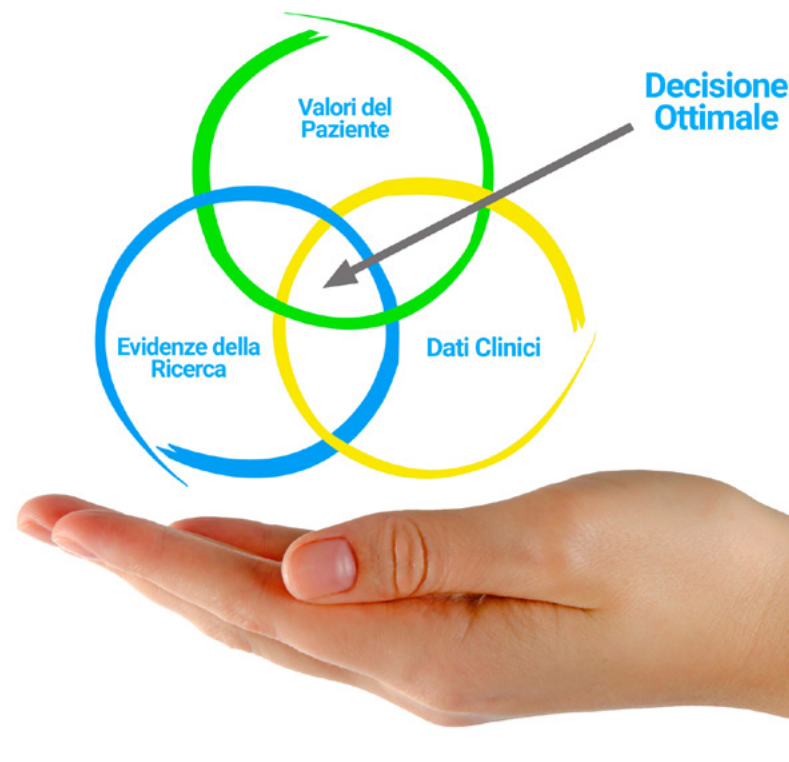 Valori del
Paziente
Decisione
Ottimale
Evidenze della
Ricerca
Dati Clinici